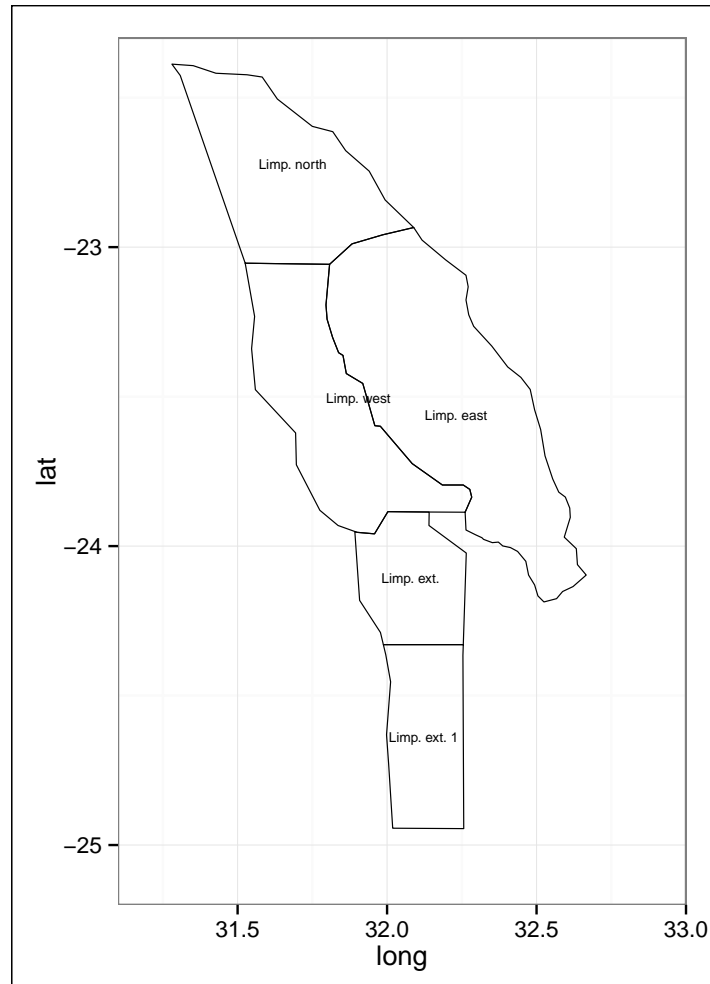 Limp. north
−23
Limp. west
Limp. east
lat
−24
Limp. ext.
Limp. ext. 1
−25
31.5 32.0 32.5 33.0
long